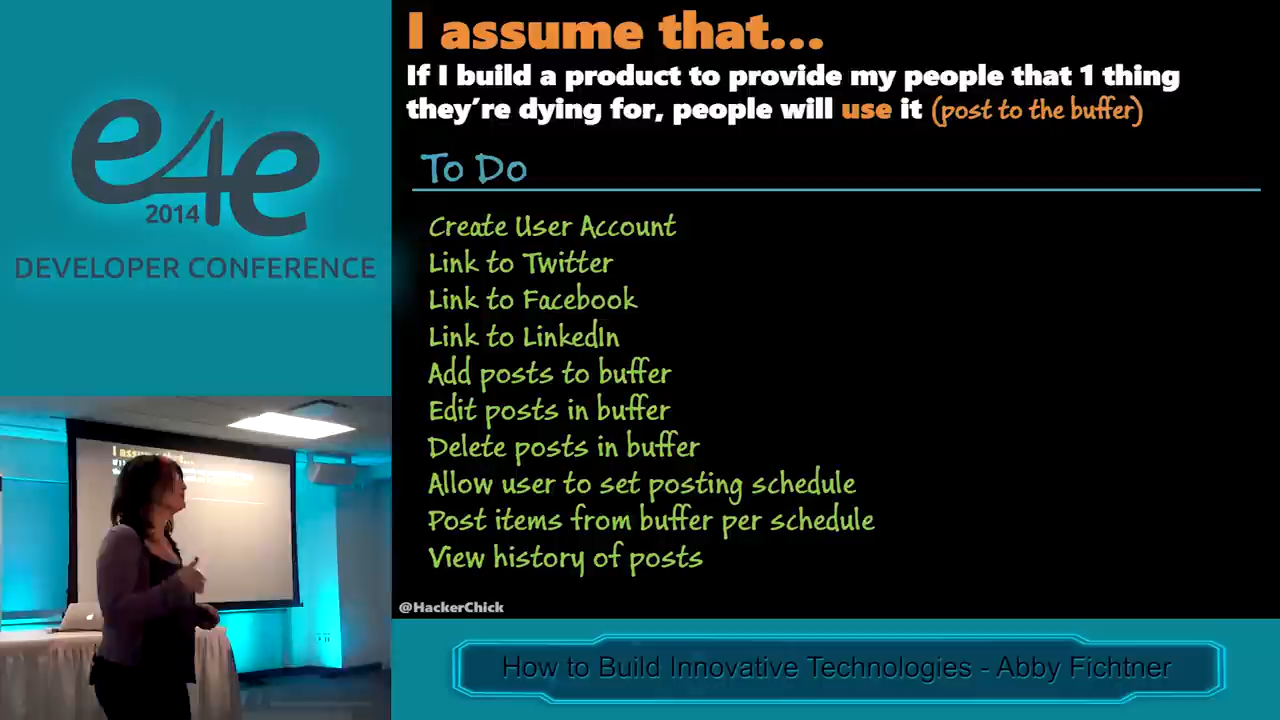 e4e
2014
DEVELOPER CONFERENCE
I assume that...
If I build a product to provide my people that 1 thing
they're dying for, people will use it (post to the buffer)
To Do
Create User Account
Link to Twitter
Link to Facebook
Link to LinkedIn
Add posts to buffer
Edit posts in buffer
Delete posts in buffer
Allow user to set posting schedule
Post items from buffer per schedule
View history of posts
@HackerChick
I assume that...
How to Build Innovative Technologies - Abby Fichtner